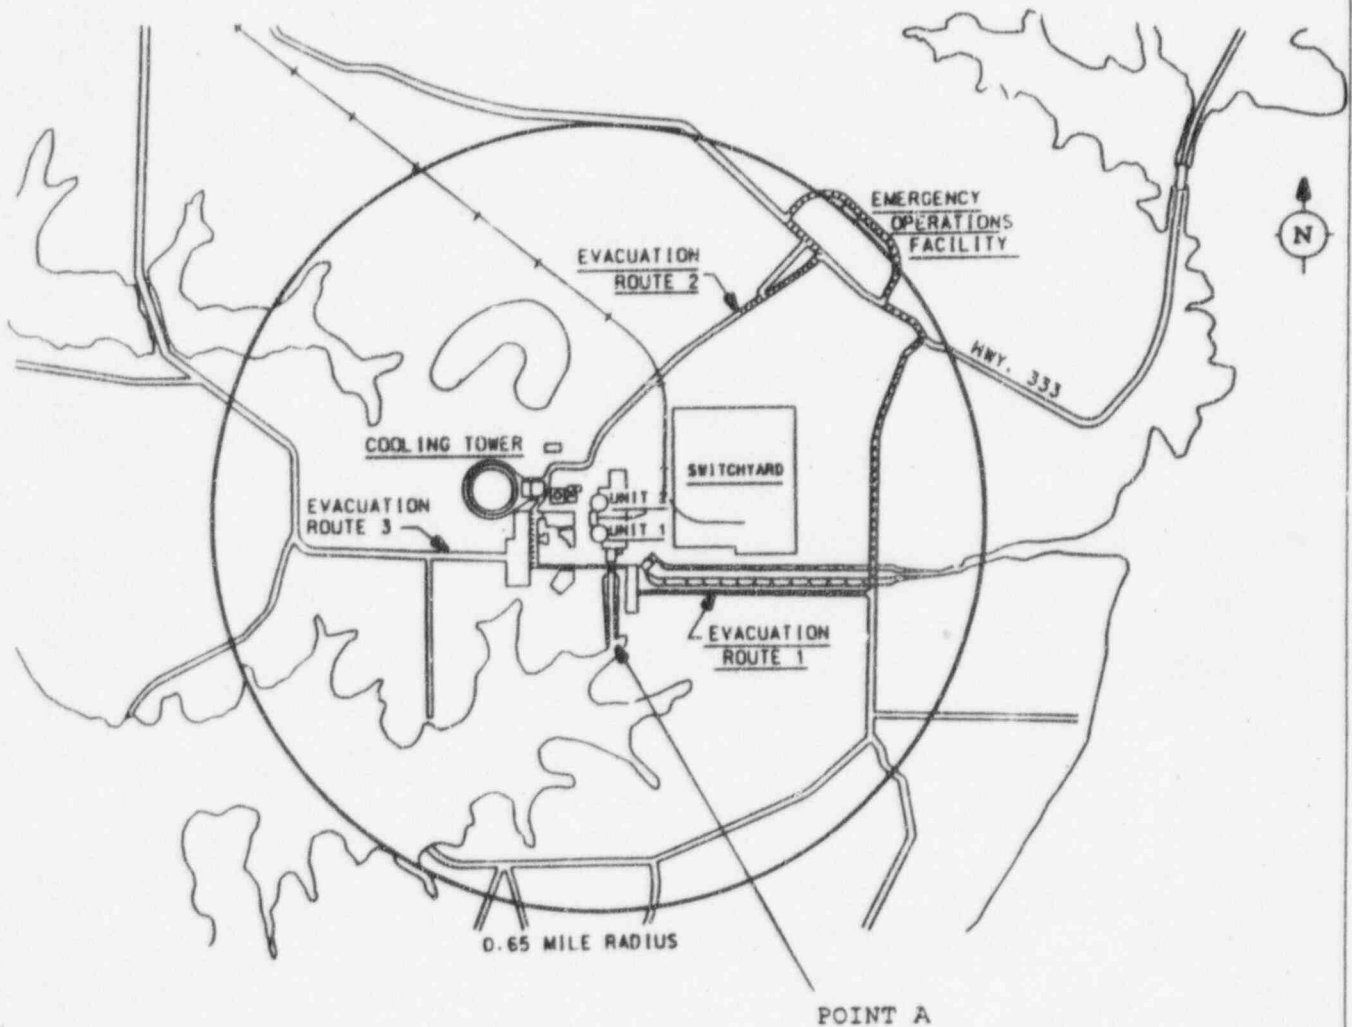 EMERGENCY
OPERATIONS
FACILITY
N
EVACUATION
ROUTE 2
HWY. 333
COOLING TOWER
SWITCHYARD
EVACUATION
ROUTE 3
UNIT 2
UNIT 1
EVACUATION
ROUTE 1
0.65 MILE RADIUS
POINT A